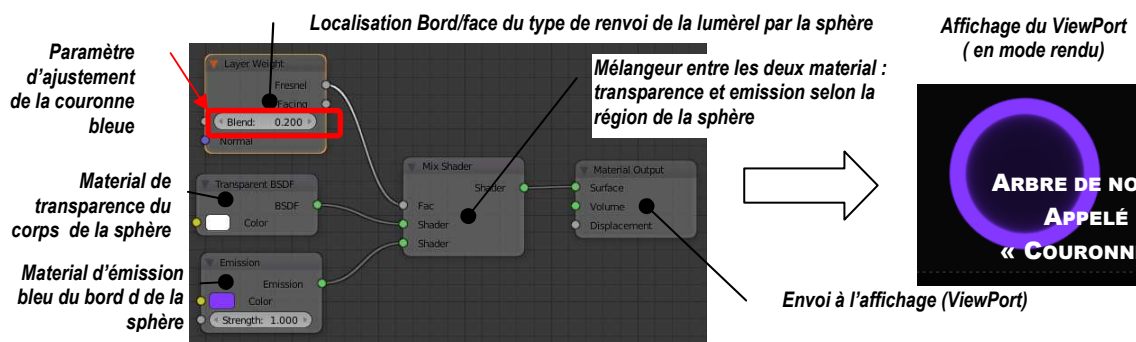 Localisation Bord/face du type de renvoi de la lumèrel par la sphère
Affichage du ViewPort
( en mode rendu)
Paramètre
d'ajustement
de la couronne
bleue
Layer Weight
Fresnel
Facing
Blend: 0.200
Normal
Mélangeur entre les deux material :
transparence et emission selon la
région de la sphère
Material de
transparence du
corps de la sphère
Transparent BSDF
BSDF
Color
Mix Shader
Shader
Fac
Shader
Shader
Material Output
Surface
Volume
Displacement
ARBRE DE NO
APPELÉ
« COURONN
Material d'émission
bleu du bord d de la
sphère
Emission
Emission
Color
Strength: 1.000
Envoi à l'affichage (ViewPort)